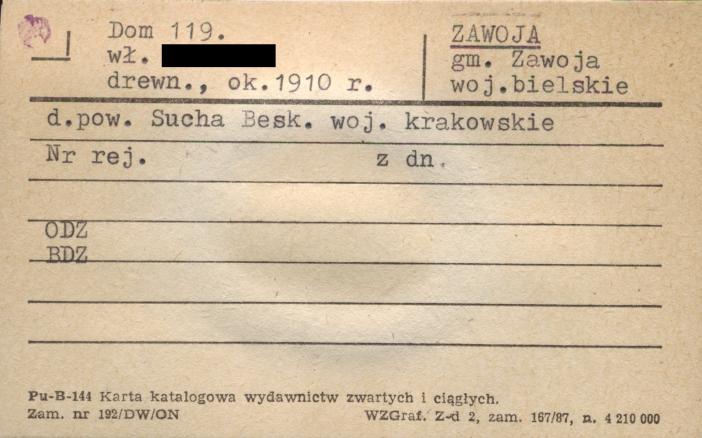 Dom 119.
wł.
drewn., ok.1910 r.
ZAWOJA
gm. Zawoja
woj.bielskie
d.pow. Sucha Besk. woj. krakowskie
Nr rej. z dn.
ODZ
BDZ
Pu-B-144 Karta katalogowa wydawnictw zwartych i ciągłych.
Zam. nr 192/DW/ON WZGraf. Z-d 2, zam. 167/87, n. 4 210 000